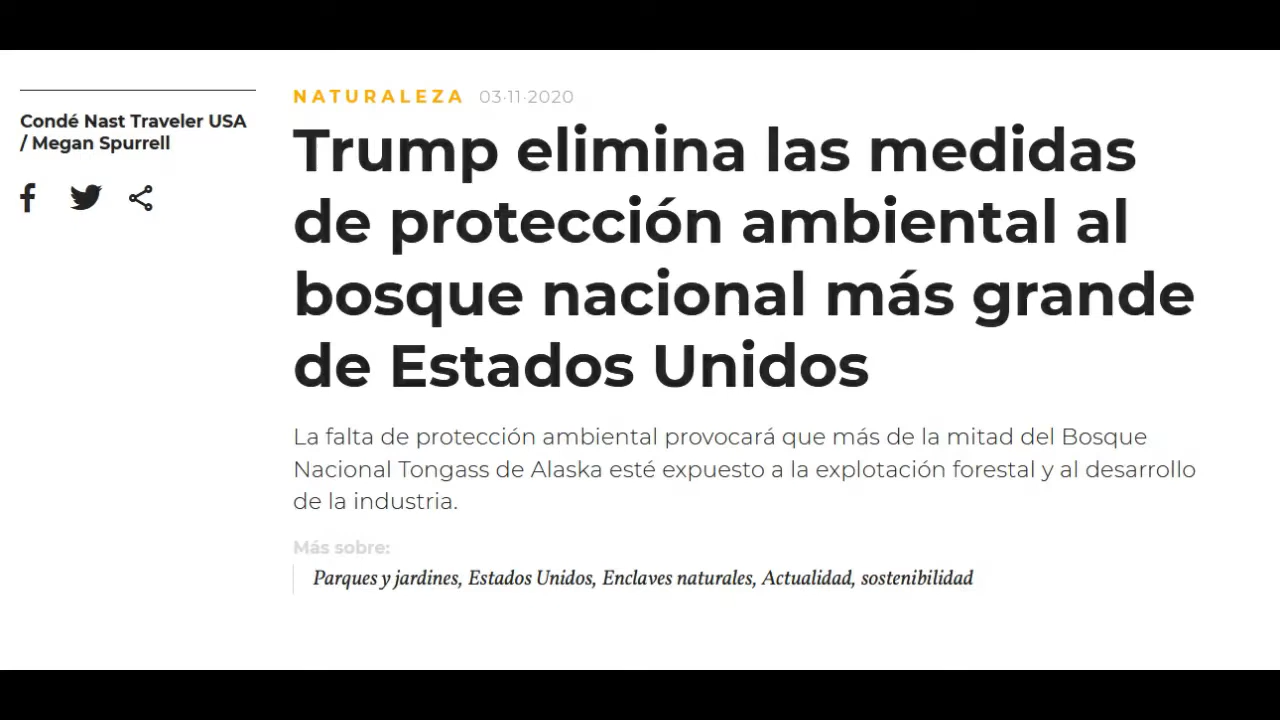 Condé Nast Traveler USA
/ Megan Spurrell
NATURALEZA 03·11·2020
Trump elimina las medidas
de protección ambiental al
bosque nacional más grande
de Estados Unidos
La falta de protección ambiental provocará que más de la mitad del Bosque
Nacional Tongass de Alaska esté expuesto a la explotación forestal y al desarrollo
de la industria.
Más sobre:
Parques y jardines, Estados Unidos, Enclaves naturales, Actualidad, sostenibilidad